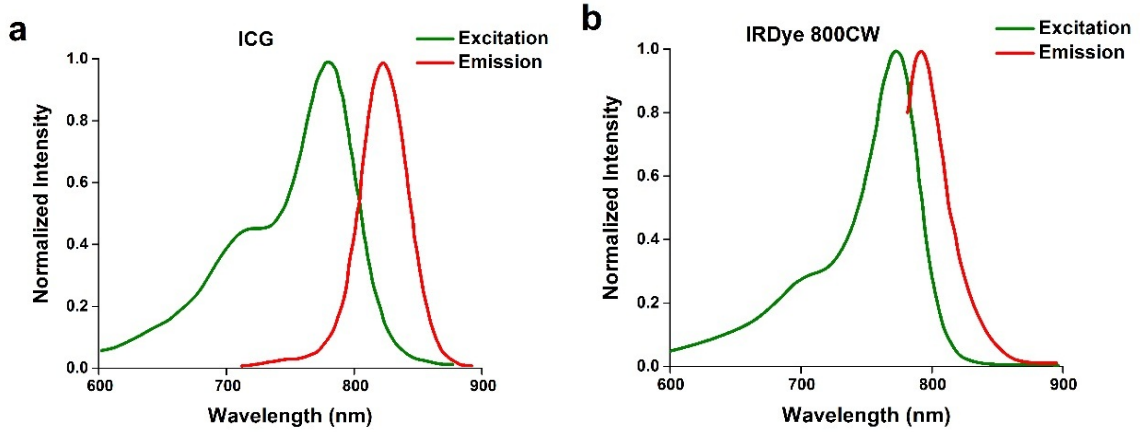 a
ICG
Excitation
Emission
1.0
0.8
0.6
0.4
0.2
0.0
Normalized Intensity
600
700
800
900
Wavelength (nm)
b
IRDye 800CW
Excitation
Emission
1.0
0.8
0.6
0.4
0.2
0.0
Normalized Intensity
600
700
800
900
Wavelength (nm)